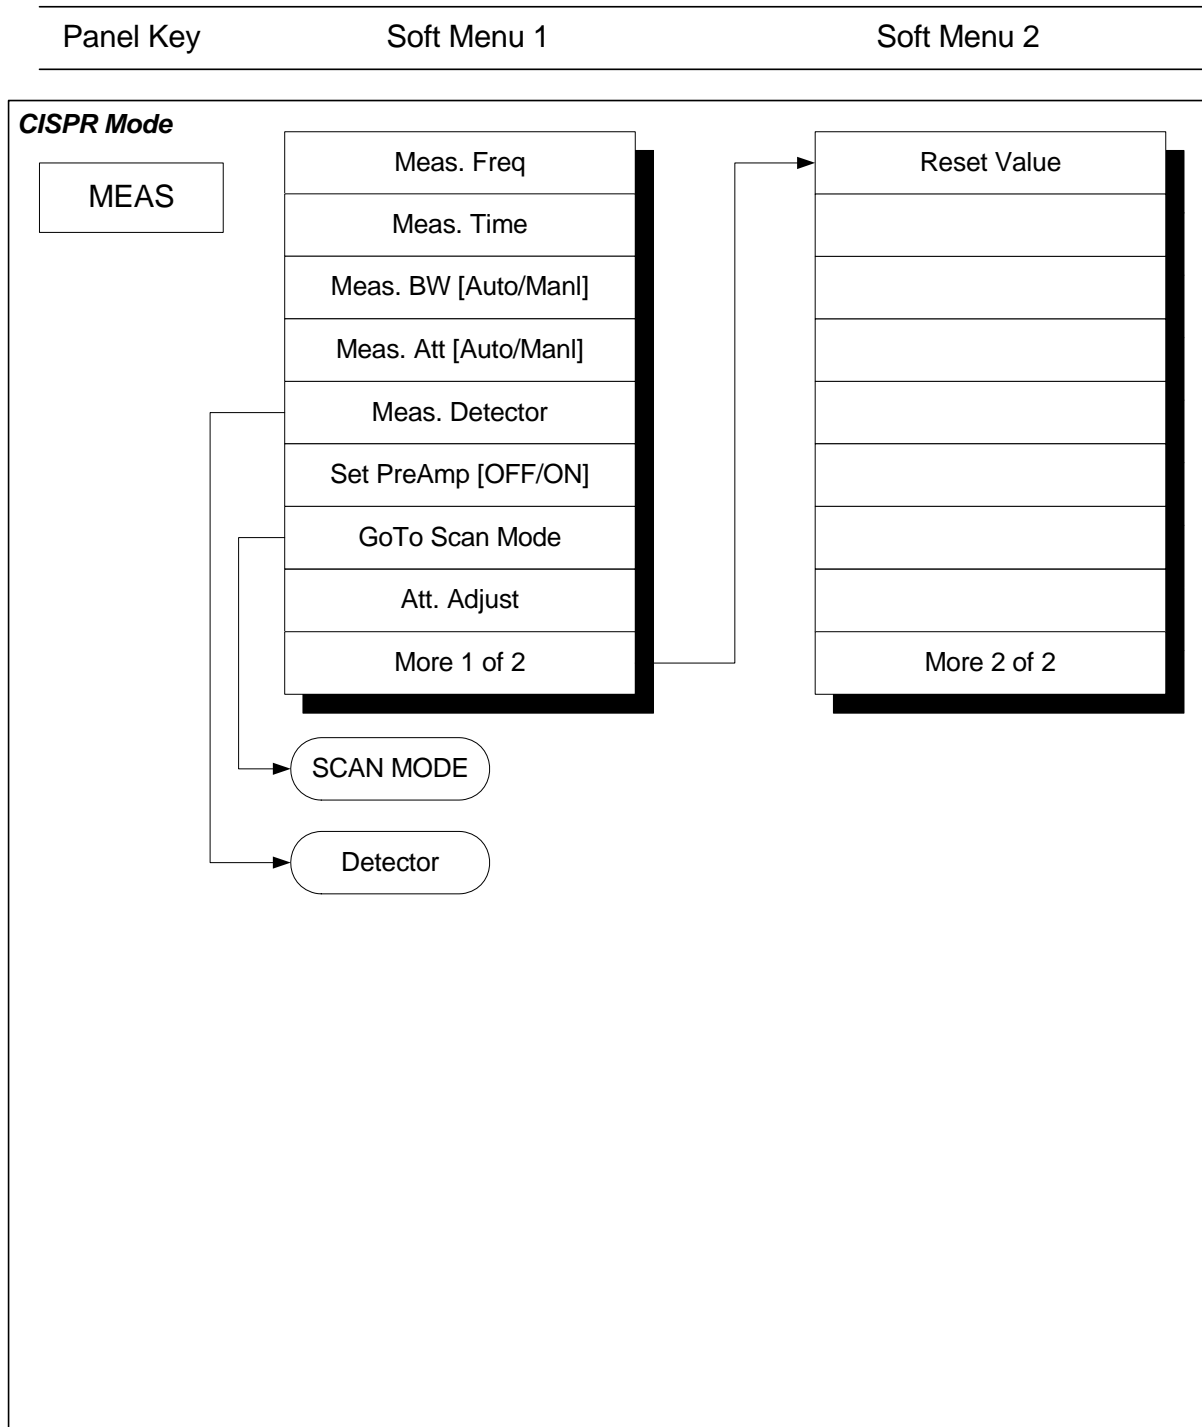 Panel Key Soft Menu 1 Soft Menu 2
CISPR Mode
MEAS
Meas. Freq
Meas. Time
Meas. BW [Auto/Manl]
Meas. Att [Auto/Manl]
Meas. Detector
Set PreAmp [OFF/ON]
GoTo Scan Mode
Att. Adjust
More 1 of 2
Reset Value
More 2 of 2
SCAN MODE
Detector